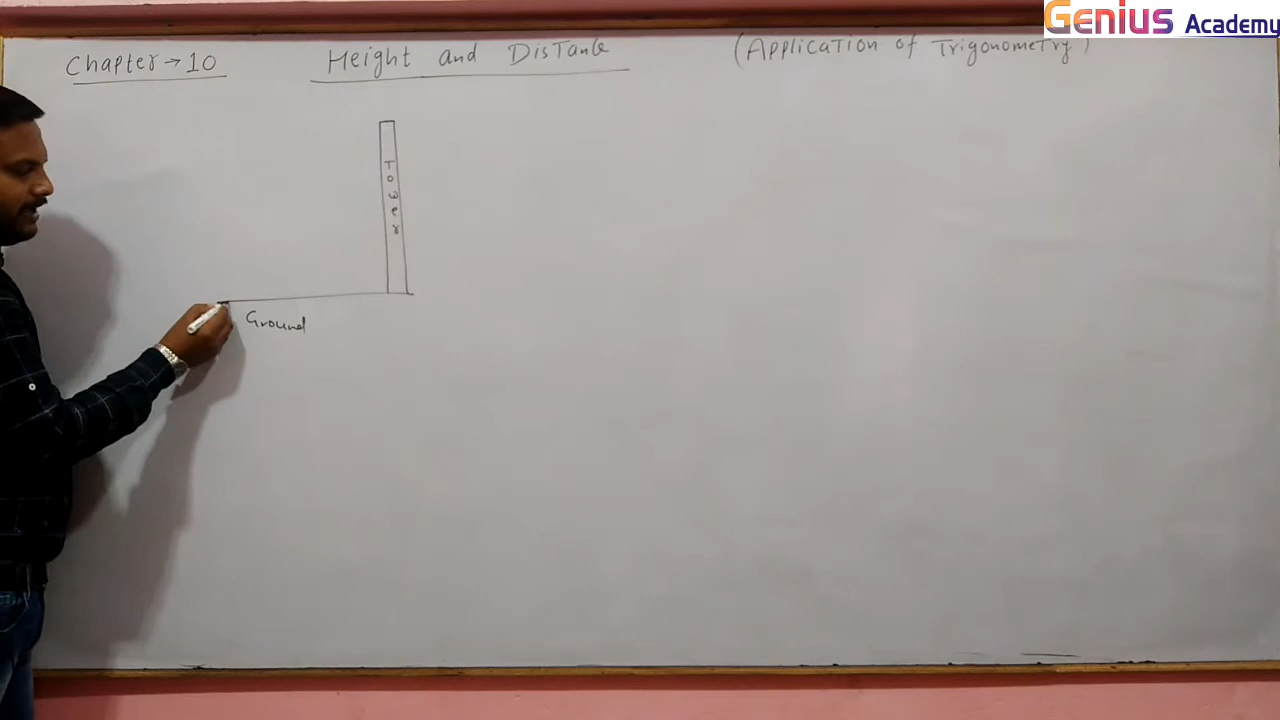 Genius Academy
Chapter → 10 Height and Distance (Application of Trigonometry)
Tower
Ground